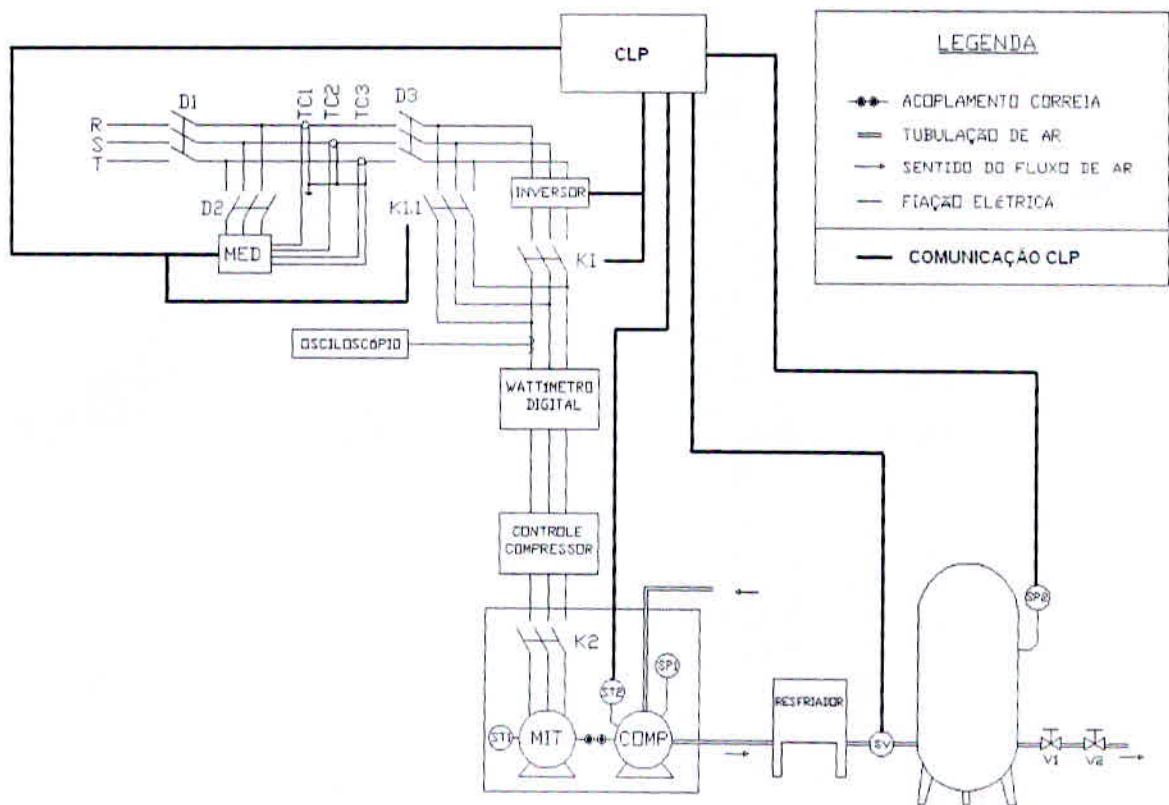 CLP
LEGENDA
ACOPLAMENTO CORREIA
TUBULAÇÃO DE AR
SENTIDO DO FLUXO DE AR
FIAÇÃO ELÉTRICA
COMUNICAÇÃO CLP
D1
TC1
TC2
TC3
D3
R
S
T
D2
MED
K1.1
INVERSOR
K1
OSCILOSCÓPIO
WATTÍMETRO
DIGITAL
CONTROLE
COMPRESSOR
K2
ST2
SP1
SP2
ST1
MIT
COMP
RESFRIADOR
SV
V1
V2